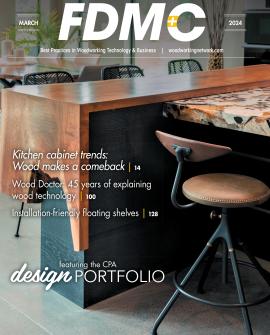 FDM+C
MARCH
2024
Best Practices in Woodworking Technology & Business | woodworkingnetwork.com
Kitchen cabinet trends:
Wood makes a comeback | 14
Wood Doctor: 45 years of explaining
wood technology | 100
Installation-friendly floating shelves | 128
featuring the CPA
design PORTFOLIO